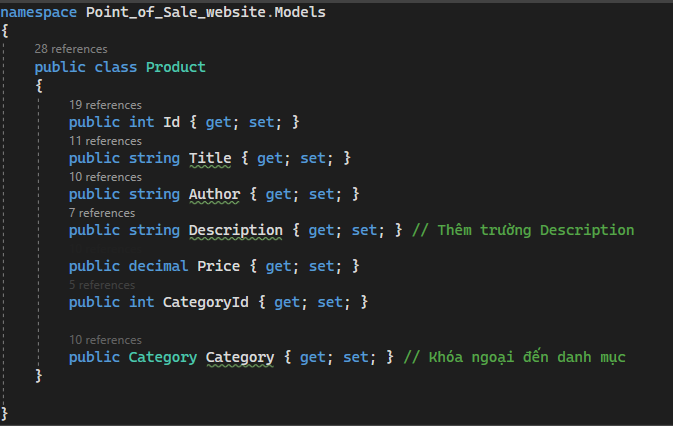 namespace Point_of_Sale_website.Models
{
28 references
public class Product
{
19 references
public int Id { get; set; }
11 references
public string Title { get; set; }
10 references
public string Author { get; set; }
7 references
public string Description { get; set; } // Thêm trường Description
public decimal Price { get; set; }
5 references
public int CategoryId { get; set; }
10 references
public Category Category { get; set; } // Khóa ngoại đến danh mục
}
}